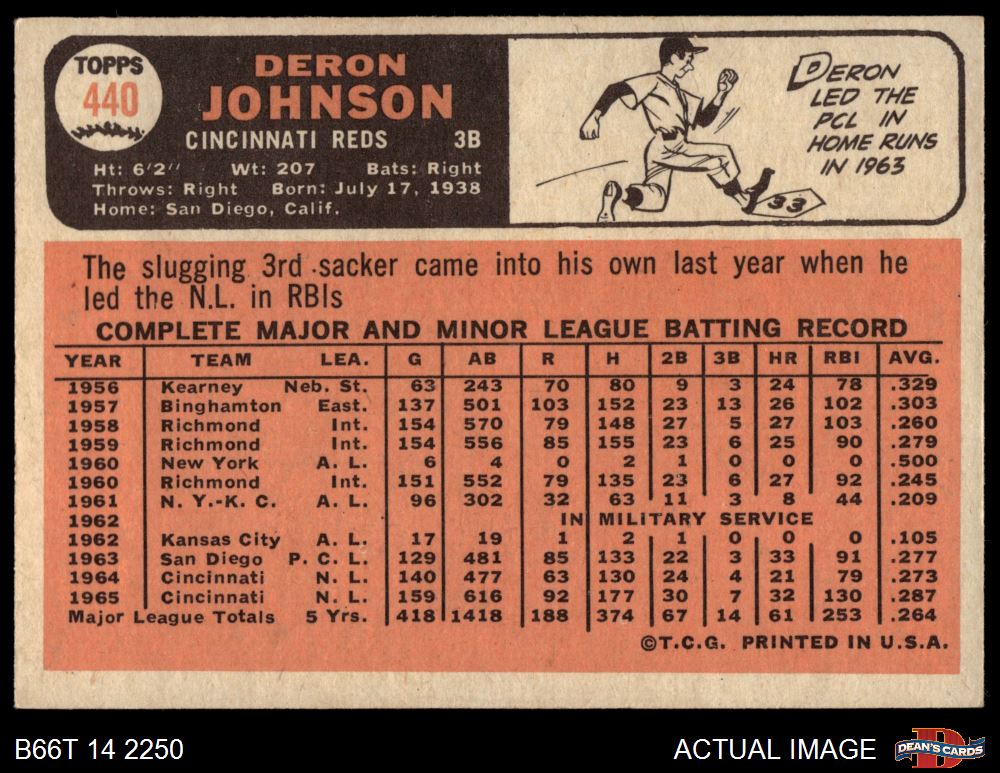 TOPPS
440
DERON
JOHNSON
CINCINNATI REDS 3B
Ht: 6'2" Wt: 207 Bats: Right
Throws: Right Born: July 17, 1938
Home: San Diego, Calif.
DERON
LED THE
PCL IN
HOME RUNS
IN 1963
33
The slugging 3rd sacker came into his own last year when he
led the N.L. in RBIs
COMPLETE MAJOR AND MINOR LEAGUE BATTING RECORD
YEAR TEAM LEA. G AB R H 2B 3B HR RBI AVG.
1956 Kearney Neb. St. 63 243 70 80 9 3 24 78 .329
1957 Binghamton East. 137 501 103 152 23 13 26 102 .303
1958 Richmond Int. 154 570 79 148 27 5 27 103 .260
1959 Richmond Int. 154 556 85 155 23 6 25 90 .279
1960 New York A. L. 6 4 0 2 1 0 0 0 .500
1960 Richmond Int. 151 552 79 135 23 6 27 92 .245
1961 N. Y.-K. C. A. L. 96 302 32 63 11 3 8 44 .209
1962 IN MILITARY SERVICE
1962 Kansas City A. L. 17 19 1 2 1 0 0 0 .105
1963 San Diego P. C. L. 129 481 85 133 22 3 33 91 .277
1964 Cincinnati N. L. 140 477 63 130 24 4 21 79 .273
1965 Cincinnati N. L. 159 616 92 177 30 7 32 130 .287
Major League Totals 5 Yrs. 418 1418 188 374 67 14 61 253 .264
©T.C.G. PRINTED IN U.S.A.
B66T 14 2250
ACTUAL IMAGE
DEAN'S CARDS